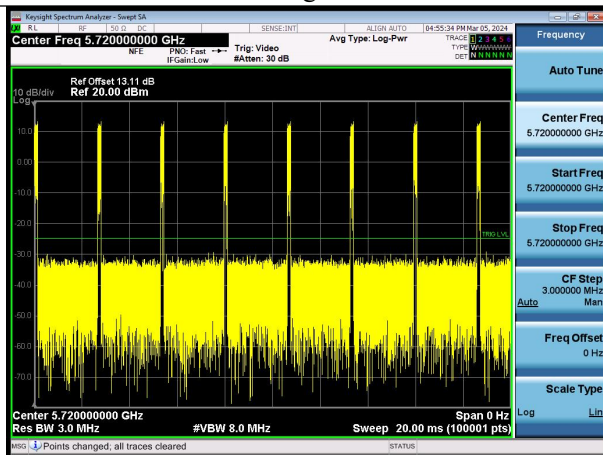 Keysight Spectrum Analyzer - Swept SA
RL RF 50 Ω DC SENSE:INT ALIGN AUTO 04:55:34 PM Mar 05, 2024
Center Freq 5.720000000 GHz
NFE PNO: Fast Trig: Video
IFGain:Low #Atten: 30 dB
Avg Type: Log-Pwr
TRACE 1 2 3 4 5 6
TYPE WWWWWW
DET N N N N N N
Ref Offset 13.11 dB
10 dB/div Ref 20.00 dBm
Log
10.0
0.00
-10.0
-20.0
TRIG LVL
-30.0
-40.0
-50.0
-60.0
-70.0
Center 5.720000000 GHz Span 0 Hz
Res BW 3.0 MHz #VBW 8.0 MHz Sweep 20.00 ms (100001 pts)
MSG Points changed; all traces cleared STATUS
Frequency
Auto Tune
Center Freq
5.720000000 GHz
Start Freq
5.720000000 GHz
Stop Freq
5.720000000 GHz
CF Step
3.000000 MHz
Auto Man
Freq Offset
0 Hz
Scale Type
Log Lin